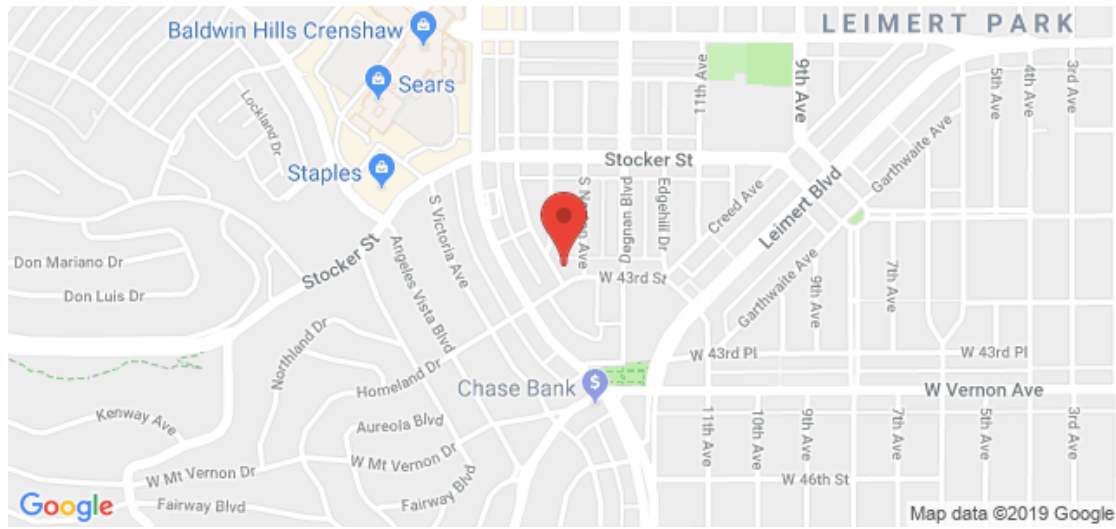 LEIMERT PARK
Baldwin Hills Crenshaw
Sears
Staples
Lockland Dr
11th Ave
9th Ave
5th Ave
4th Ave
3rd Ave
Stocker St
Garthwaite Ave
S Victoria Ave
Degnan Blvd
Edgehill Dr
Creed Ave
Leimert Blvd
Don Mariano Dr
Don Luis Dr
Stocker St
Angeles Vista Blvd
W 43rd St
Garthwaite Ave
9th Ave
7th Ave
Northland Dr
Homeland Dr
W 43rd Pl
W 43rd Pl
Chase Bank
W Vernon Ave
Kenway Ave
Aureola Blvd
11th Ave
10th Ave
9th Ave
7th Ave
5th Ave
3rd Ave
W Mt Vernon Dr
W Mt Vernon Dr
W 46th St
Fairway Blvd
Fairway Blvd
Google
Map data ©2019 Google